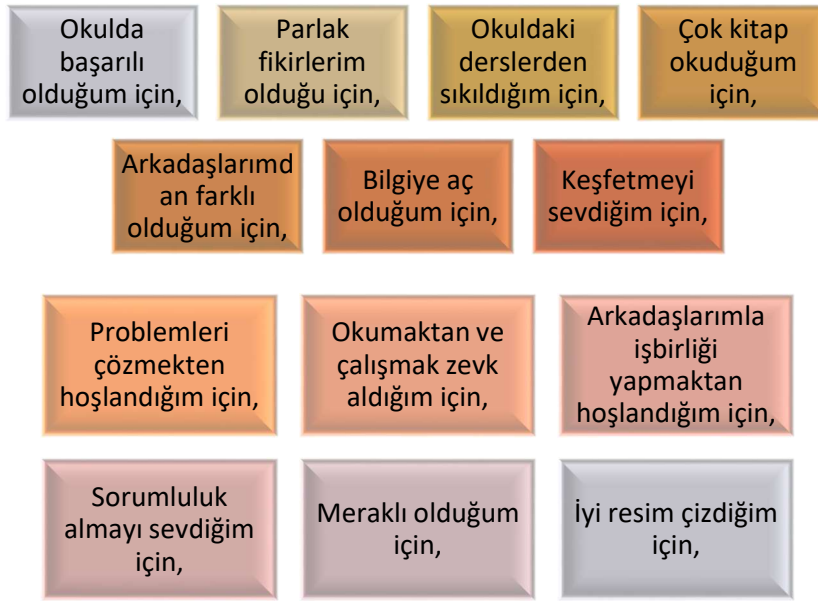 Okulda
başarılı
olduğum için,
Parlak
fikirlerim
olduğu için,
Okuldaki
derslerden
sıkıldığım için,
Çok kitap
okuduğum
için,
Arkadaşlarımd
an farklı
olduğum için,
Bilgiye aç
olduğum için,
Keşfetmeyi
sevdiğim için,
Problemleri
çözmekten
hoşlandığım için,
Okumaktan ve
çalışmak zevk
aldığım için,
Arkadaşlarımla
işbirliği
yapmaktan
hoşlandığım için,
Sorumluluk
almayı sevdiğim
için,
Meraklı olduğum
için,
İyi resim çizdiğim
için,